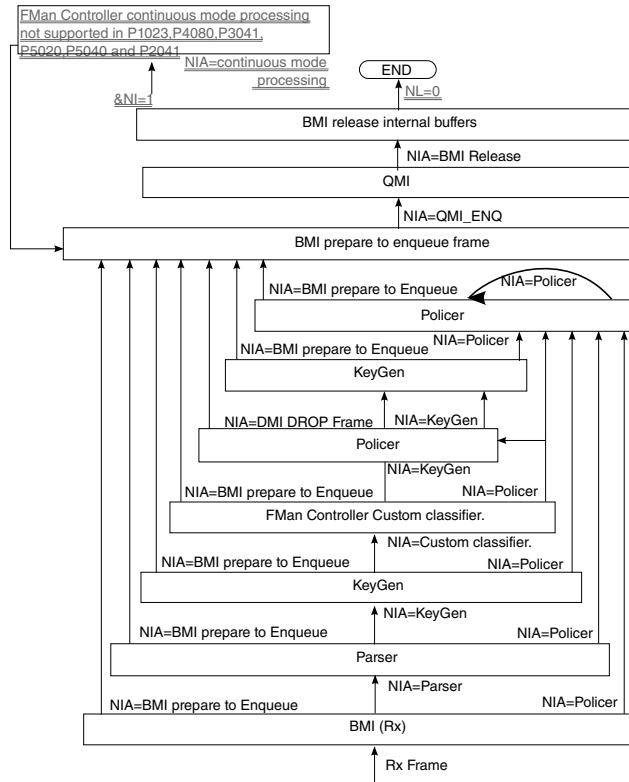 FMan Controller continuous mode processing
not supported in P1023,P4080,P3041,
P5020,P5040 and P2041
NIA=continuous mode
processing
END
&NI=1
NL=0
BMI release internal buffers
NIA=BMI Release
QMI
NIA=QMI_ENQ
BMI prepare to enqueue frame
NIA=BMI prepare to Enqueue
NIA=Policer
Policer
NIA=BMI prepare to Enqueue
NIA=Policer
KeyGen
NIA=DMI DROP Frame
NIA=KeyGen
Policer
NIA=KeyGen
NIA=BMI prepare to Enqueue
NIA=Policer
FMan Controller Custom classifier.
NIA=Custom classifier.
NIA=BMI prepare to Enqueue
NIA=Policer
KeyGen
NIA=KeyGen
NIA=BMI prepare to Enqueue
NIA=Policer
Parser
NIA=Parser
NIA=BMI prepare to Enqueue
NIA=Policer
BMI (Rx)
Rx Frame